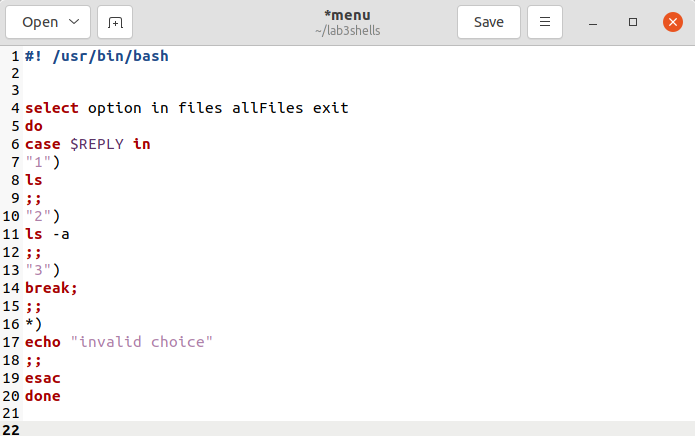 Open
*menu
~/lab3shells
Save
1 #! /usr/bin/bash
2
3
4 select option in files allFiles exit
5 do
6 case $REPLY in
7 "1")
8 ls
9 ;;
10 "2")
11 ls -a
12 ;;
13 "3")
14 break;
15 ;;
16 *)
17 echo "invalid choice"
18 ;;
19 esac
20 done
21
22